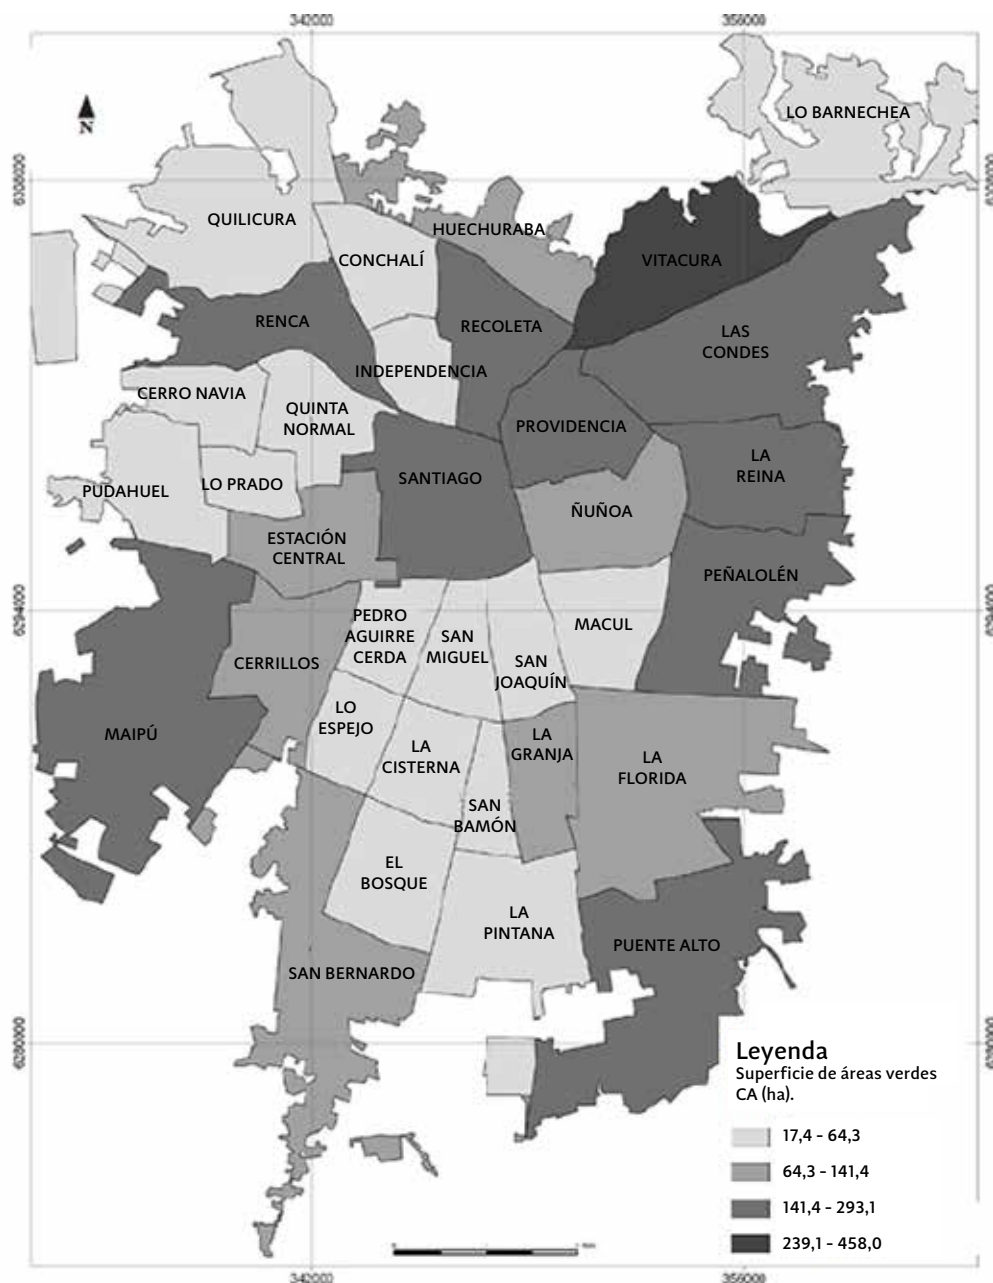 342000
356000
N
LO BARNECHEA
6308000
6308000
QUILICURA
HUECHURABA
CONCHALÍ
VITACURA
RENCA
RECOLETA
LAS
CONDES
INDEPENDENCIA
CERRO NAVIA
QUINTA
NORMAL
PROVIDENCIA
LA
REINA
SANTIAGO
LO PRADO
PUDAHUEL
ÑUÑOA
ESTACIÓN
CENTRAL
PEÑALOLÉN
6294000
6294000
PEDRO
AGUIRRE
CERDA
SAN
MIGUEL
MACUL
CERRILLOS
SAN
JOAQUÍN
LO
ESPEJO
MAIPÚ
LA
CISTERNA
LA
GRANJA
LA
FLORIDA
SAN
BAMÓN
EL
BOSQUE
LA
PINTANA
PUENTE ALTO
SAN BERNARDO
6280000
6280000
Leyenda
Superficie de áreas verdes
CA (ha).
17,4 - 64,3
64,3 - 141,4
141,4 - 293,1
239,1 - 458,0
342000
356000